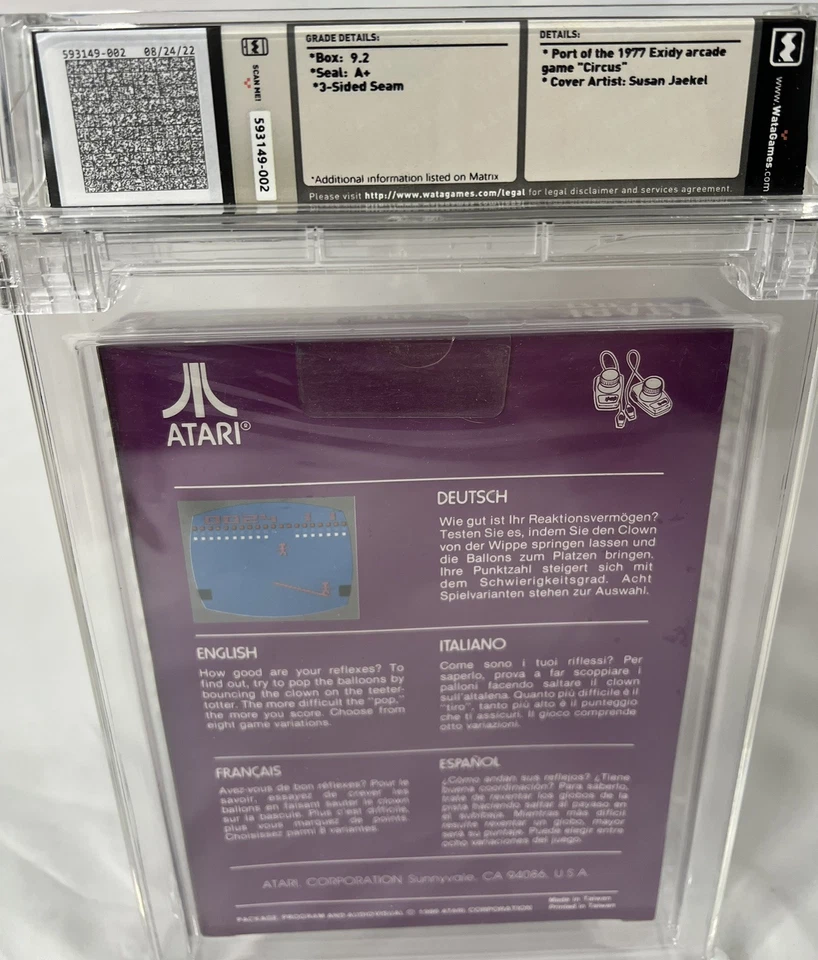 593149-002 08/24/22
SCAN ME!
593149-002
GRADE DETAILS:
*Box: 9.2
*Seal: A+
*3-Sided Seam
*Additional information listed on Matrix
DETAILS:
* Port of the 1977 Exidy arcade
game "Circus"
* Cover Artist: Susan Jaekel
Please visit http://www.watagames.com/legal for legal disclaimer and services agreement.
www.WataGames.com
ATARI®
DEUTSCH
Wie gut ist Ihr Reaktionsvermögen?
Testen Sie es, indem Sie den Clown
von der Wippe springen lassen und
die Ballons zum Platzen bringen.
Ihre Punktzahl steigert sich mit
dem Schwierigkeitsgrad. Acht
Spielvarianten stehen zur Auswahl.
ENGLISH
How good are your reflexes? To
find out, try to pop the balloons by
bouncing the clown on the teeter-
totter. The more difficult the "pop,"
the more you score. Choose from
eight game variations.
ITALIANO
Come sono i tuoi riflessi? Per
saperlo, prova a far scoppiare i
palloni facendo saltare il clown
sull'altalena. Quanto più difficile è il
"tiro", tanto più alto è il punteggio
che ti assicuri. Il gioco comprende
otto variazioni.
FRANÇAIS
Avez-vous de bon réflexes? Pour le
savoir, essayez de crever les
ballons en faisant sauter le clown
sur la bascule. Plus c'est difficile,
plus vous marquez de points.
Choisissez parmi 8 variantes.
ESPAÑOL
¿Cómo andan sus reflejos? ¿Tiene
buena coordinación? Para saberlo,
trate de reventar los globos de la
pista haciendo saltar al payaso en
el subibaja. Mientras más difícil
resulte reventar un globo, mayor
será su puntaje. Puede elegir entre
ocho variaciones del juego.
ATARI CORPORATION Sunnyvale, CA 94086, U.S.A.
PACKAGE, PROGRAM AND AUDIOVISUAL © 1988 ATARI CORPORATION
Made in Taiwan
Printed in Taiwan